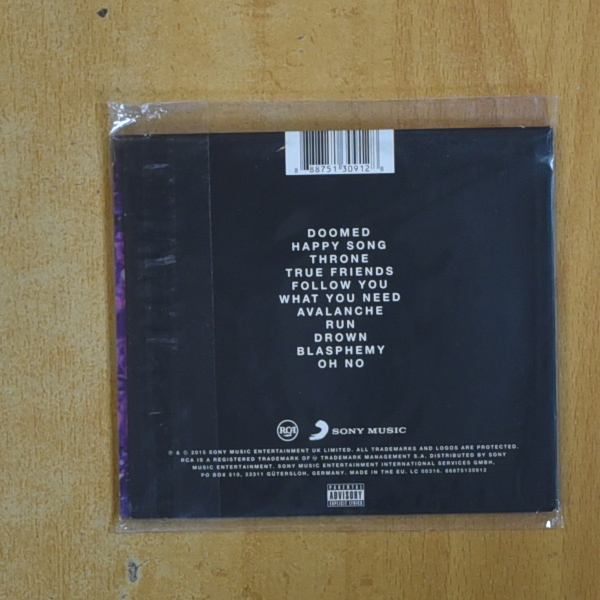 8 88751 30912 8
DOOMED
HAPPY SONG
THRONE
TRUE FRIENDS
FOLLOW YOU
WHAT YOU NEED
AVALANCHE
RUN
DROWN
BLASPHEMY
OH NO
RCA
SONY MUSIC
℗ & © 2015 SONY MUSIC ENTERTAINMENT UK LIMITED. ALL TRADEMARKS AND LOGOS ARE PROTECTED.
RCA IS A REGISTERED TRADEMARK OF ® TRADEMARK MANAGEMENT S.A. DISTRIBUTED BY SONY
MUSIC ENTERTAINMENT. SONY MUSIC ENTERTAINMENT INTERNATIONAL SERVICES GMBH,
PO BOX 510, 33311 GÜTERSLOH, GERMANY. MADE IN THE EU. LC 00316. 88875130912
PARENTAL
ADVISORY
EXPLICIT LYRICS